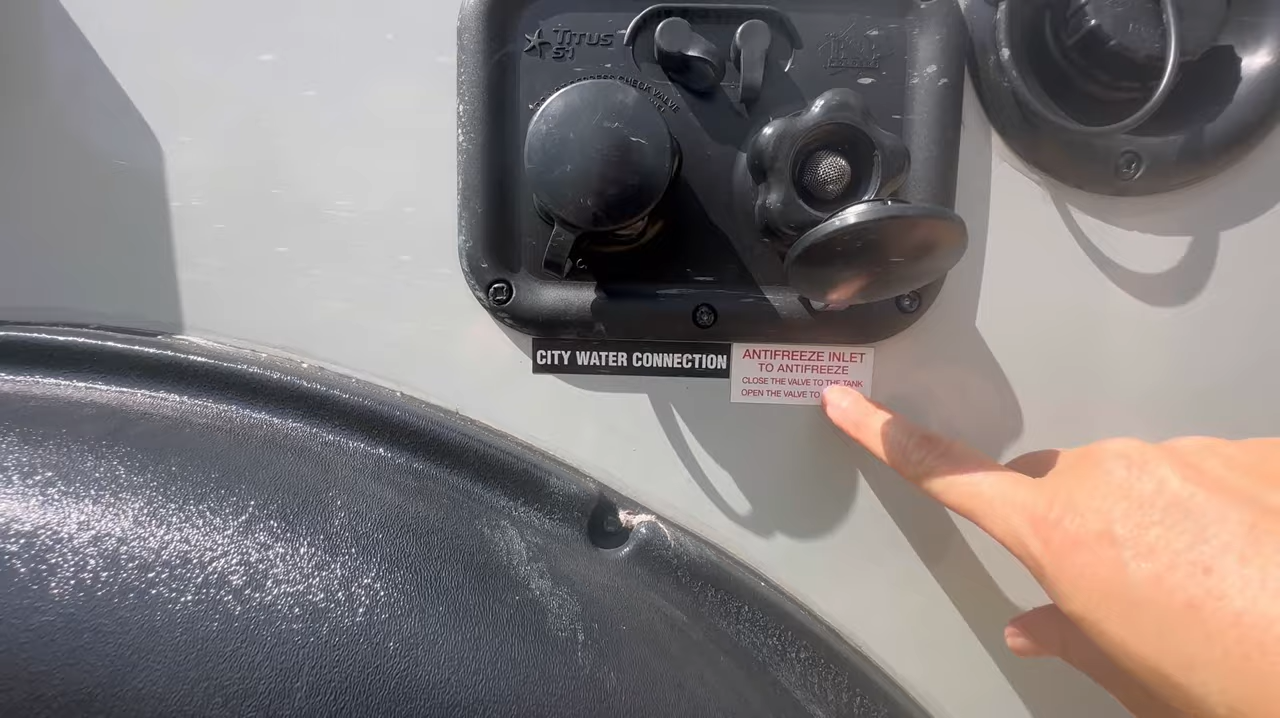 TITUS
S1
CHECK VALVE
CITY WATER CONNECTION
ANTIFREEZE INLET
TO ANTIFREEZE
CLOSE THE VALVE TO THE TANK
OPEN THE VALVE TO